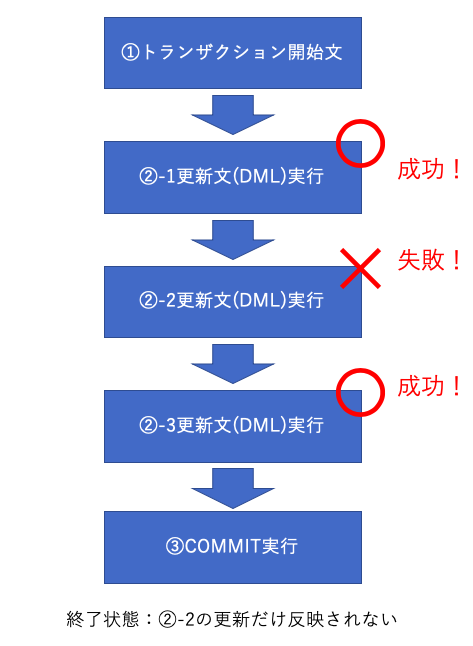 ①トランザクション開始文
②-1更新文(DML)実行
成功！
失敗！
②-2更新文(DML)実行
成功！
②-3更新文(DML)実行
③COMMIT実行
終了状態：②-2の更新だけ反映されない